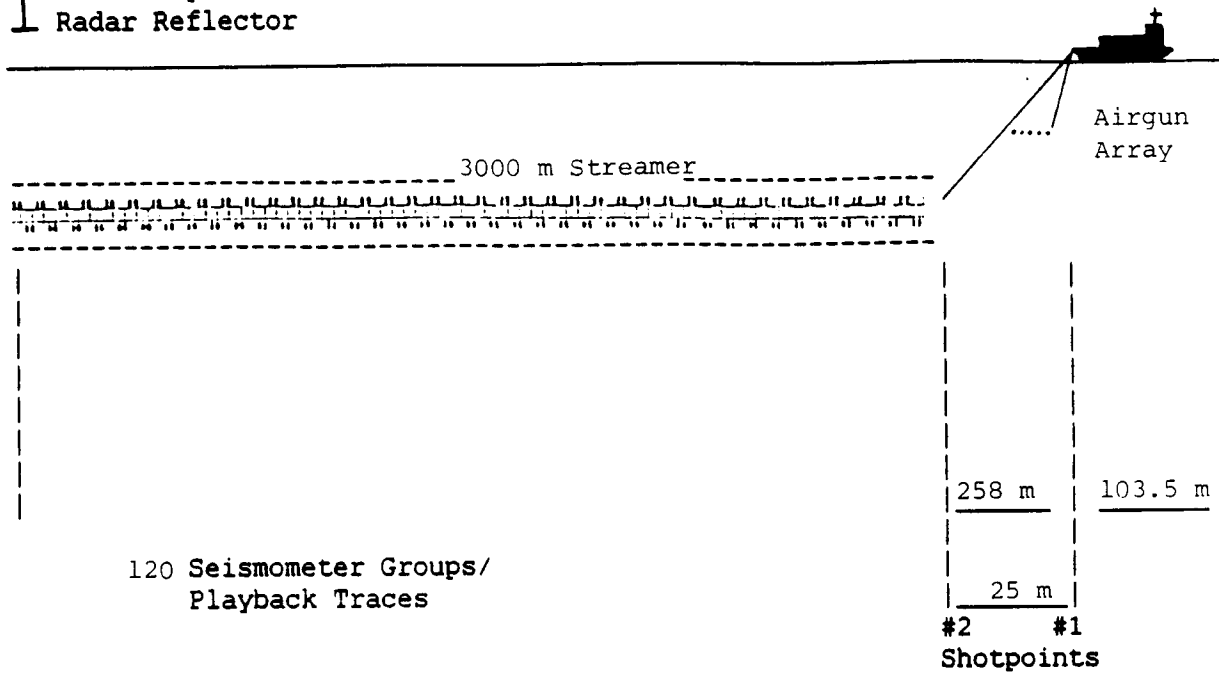 Radar Reflector
Airgun
Array
3000 m Streamer
258 m
103.5 m
120 Seismometer Groups/
Playback Traces
25 m
#2 #1
Shotpoints